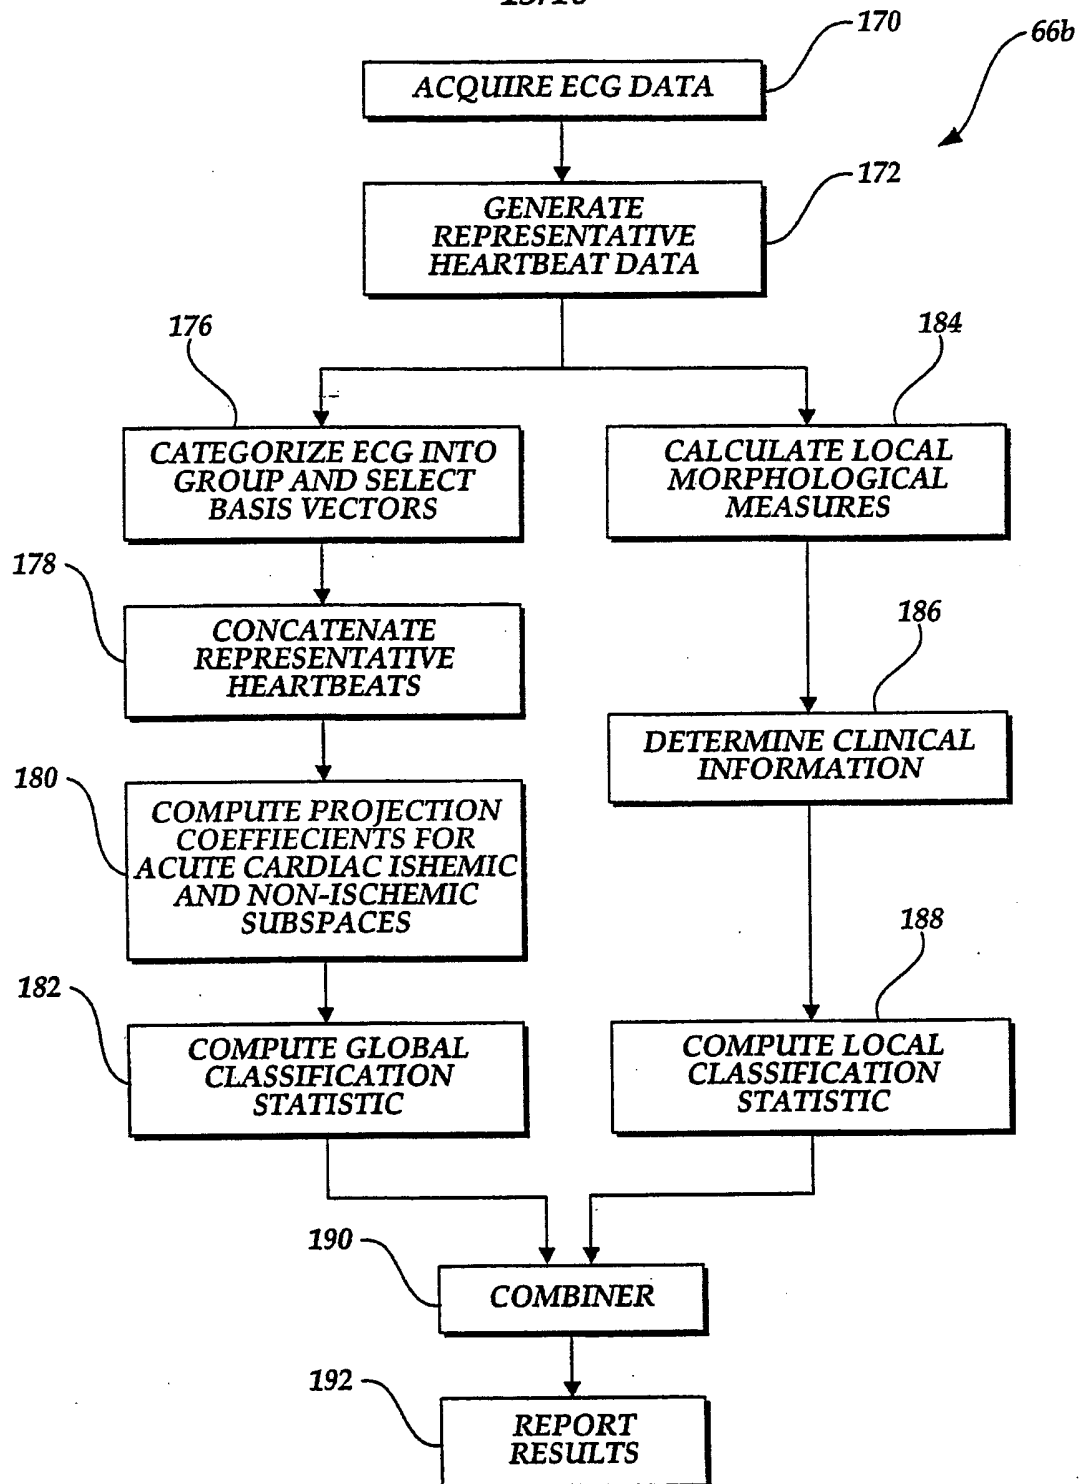 170
66b
ACQUIRE ECG DATA
172
GENERATE
REPRESENTATIVE
HEARTBEAT DATA
176
184
CATEGORIZE ECG INTO
GROUP AND SELECT
BASIS VECTORS
CALCULATE LOCAL
MORPHOLOGICAL
MEASURES
178
CONCATENATE
REPRESENTATIVE
HEARTBEATS
186
DETERMINE CLINICAL
INFORMATION
180
COMPUTE PROJECTION
COEFFIECIENTS FOR
ACUTE CARDIAC ISHEMIC
AND NON-ISCHEMIC
SUBSPACES
188
182
COMPUTE GLOBAL
CLASSIFICATION
STATISTIC
COMPUTE LOCAL
CLASSIFICATION
STATISTIC
190
COMBINER
192
REPORT
RESULTS